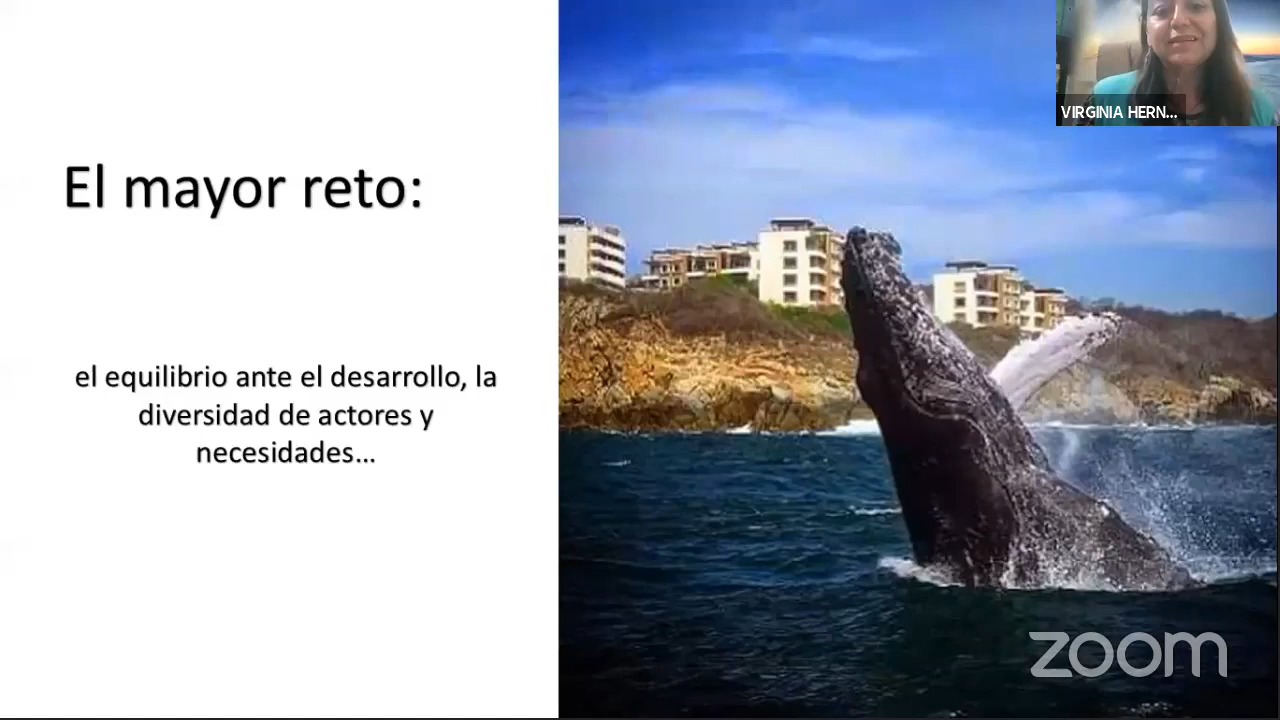 VIRGINIA HERN...
El mayor reto:
el equilibrio ante el desarrollo, la
diversidad de actores y
necesidades...
zoom